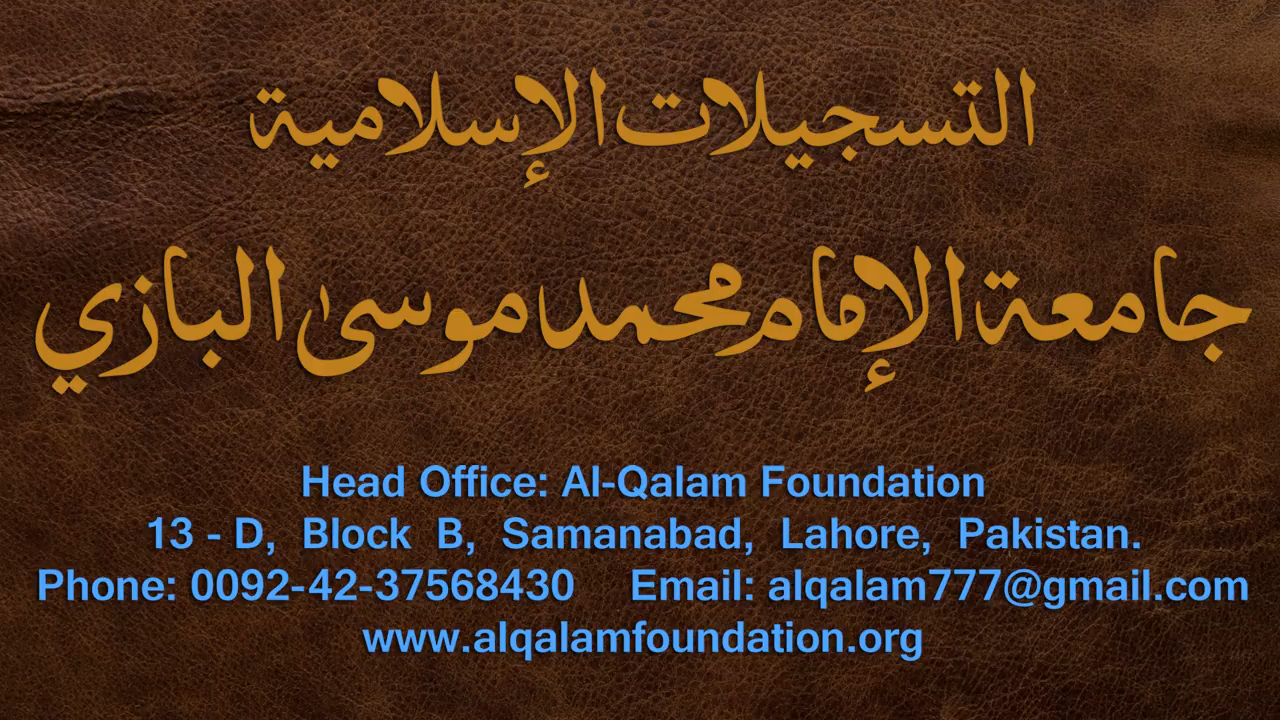 التسجيلات الإسلامية
جامعة الإمام محمد موسىٰ البازي
Head Office: Al-Qalam Foundation
13 - D, Block B, Samanabad, Lahore, Pakistan.
Phone: 0092-42-37568430 Email: alqalam777@gmail.com
www.alqalamfoundation.org